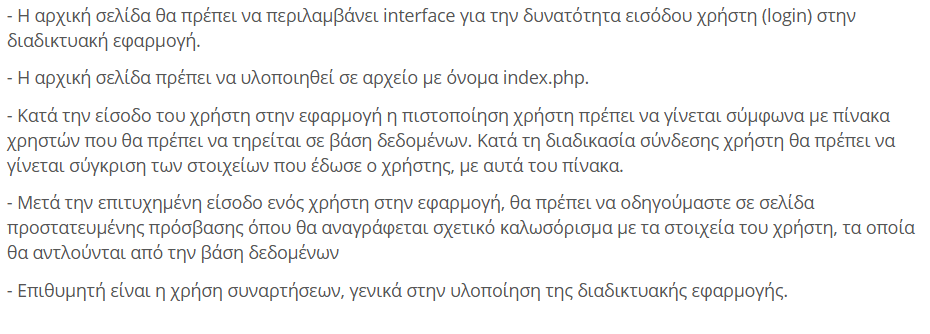 - Η αρχική σελίδα θα πρέπει να περιλαμβάνει interface για την δυνατότητα εισόδου χρήστη (login) στην
διαδικτυακή εφαρμογή.
- Η αρχική σελίδα πρέπει να υλοποιηθεί σε αρχείο με όνομα index.php.
- Κατά την είσοδο του χρήστη στην εφαρμογή η πιστοποίηση χρήστη πρέπει να γίνεται σύμφωνα με πίνακα
χρηστών που θα πρέπει να τηρείται σε βάση δεδομένων. Κατά τη διαδικασία σύνδεσης χρήστη θα πρέπει να
γίνεται σύγκριση των στοιχείων που έδωσε ο χρήστης, με αυτά του πίνακα.
- Μετά την επιτυχημένη είσοδο ενός χρήστη στην εφαρμογή, θα πρέπει να οδηγούμαστε σε σελίδα
προστατευμένης πρόσβασης όπου θα αναγράφεται σχετικό καλωσόρισμα με τα στοιχεία του χρήστη, τα οποία
θα αντλούνται από την βάση δεδομένων
- Επιθυμητή είναι η χρήση συναρτήσεων, γενικά στην υλοποίηση της διαδικτυακής εφαρμογής.